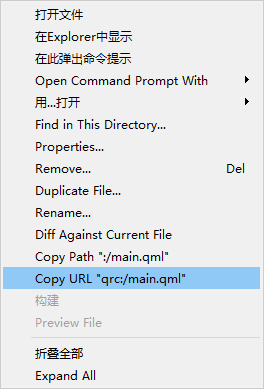 打开文件
在Explorer中显示
在此弹出命令提示
Open Command Prompt With
用...打开
Find in This Directory...
Properties...
Remove... Del
Duplicate File...
Rename...
Diff Against Current File
Copy Path ":/main.qml"
Copy URL "qrc:/main.qml"
构建
Preview File
折叠全部
Expand All